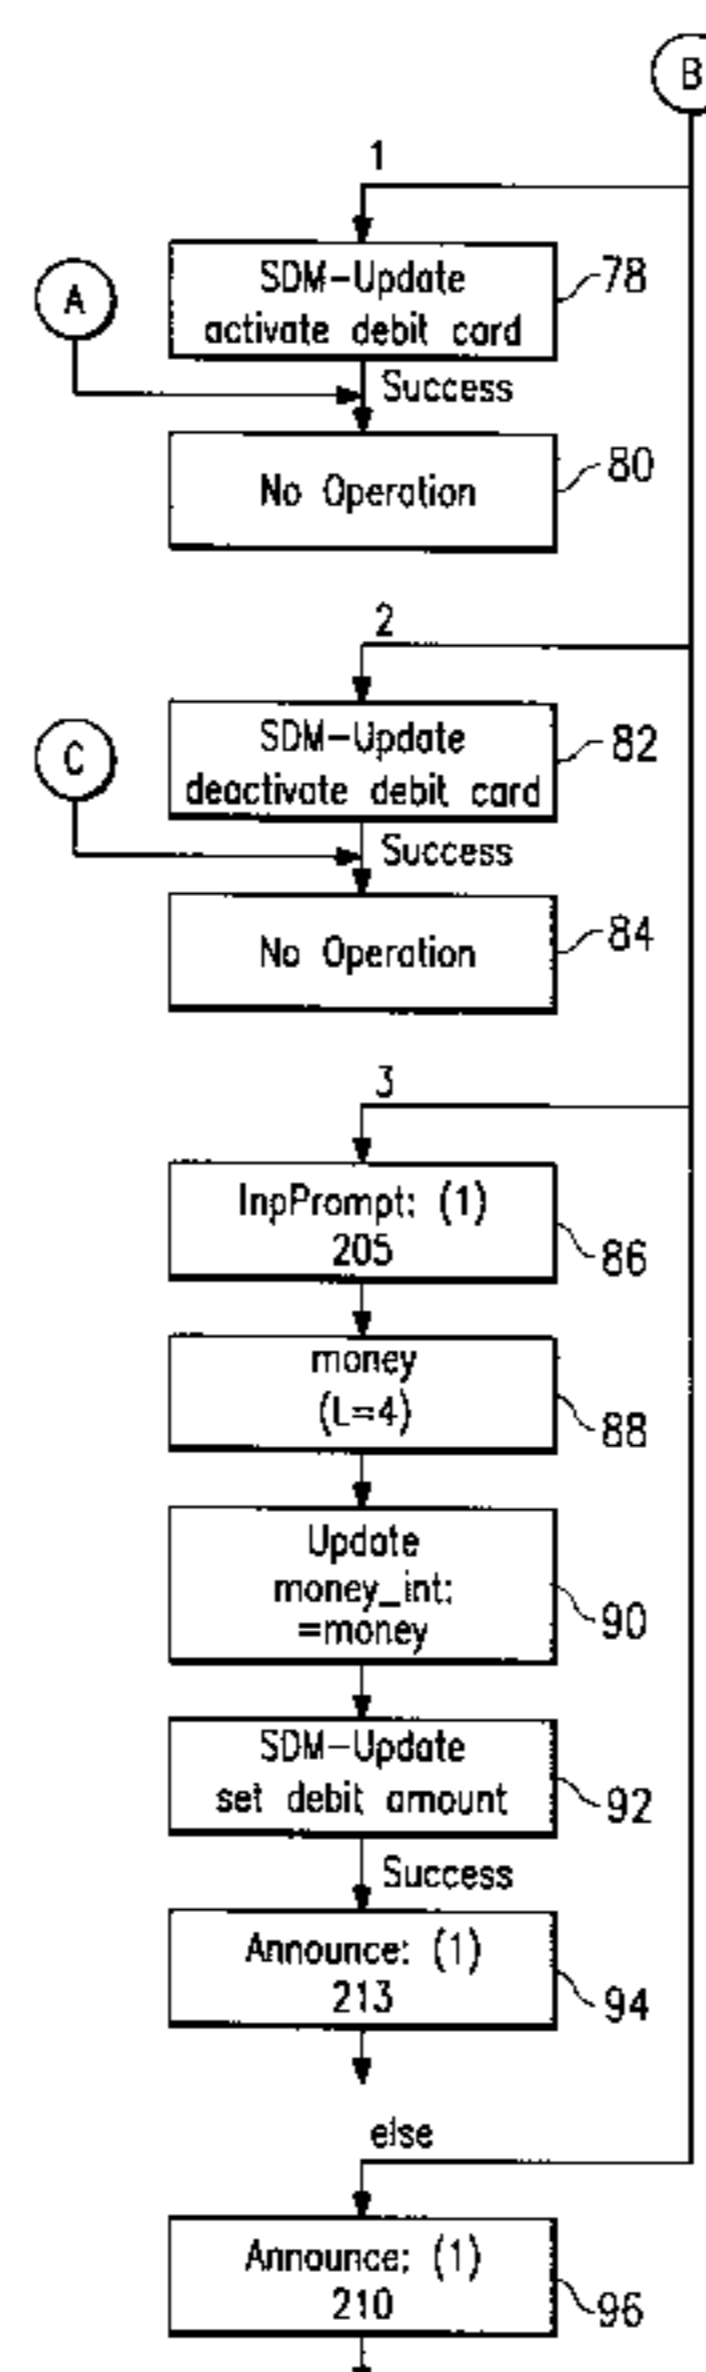 B
1
SDM-Update
activate debit card
78
A
Success
No Operation
80
2
SDM-Update
deactivate debit card
82
C
Success
No Operation
84
3
InpPrompt: (1)
205
86
money
(L=4)
88
Update
money_int:
=money
90
SDM-Update
set debit amount
92
Success
Announce: (1)
213
94
else
Announce: (1)
210
96